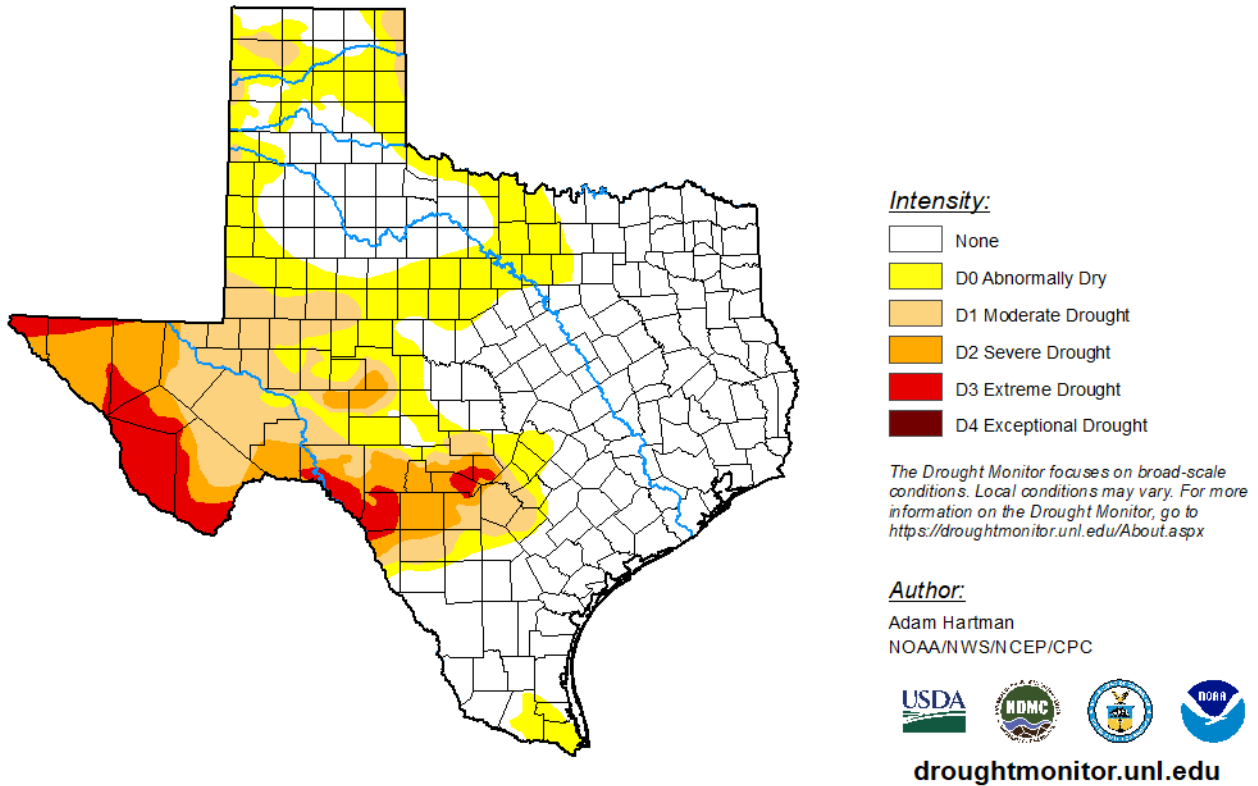 Intensity:
None
D0 Abnormally Dry
D1 Moderate Drought
D2 Severe Drought
D3 Extreme Drought
D4 Exceptional Drought
The Drought Monitor focuses on broad-scale
conditions. Local conditions may vary. For more
information on the Drought Monitor, go to
https://droughtmonitor.unl.edu/About.aspx
Author:
Adam Hartman
NOAA/NWS/NCEP/CPC
USDA
NDMC
NOAA
droughtmonitor.unl.edu